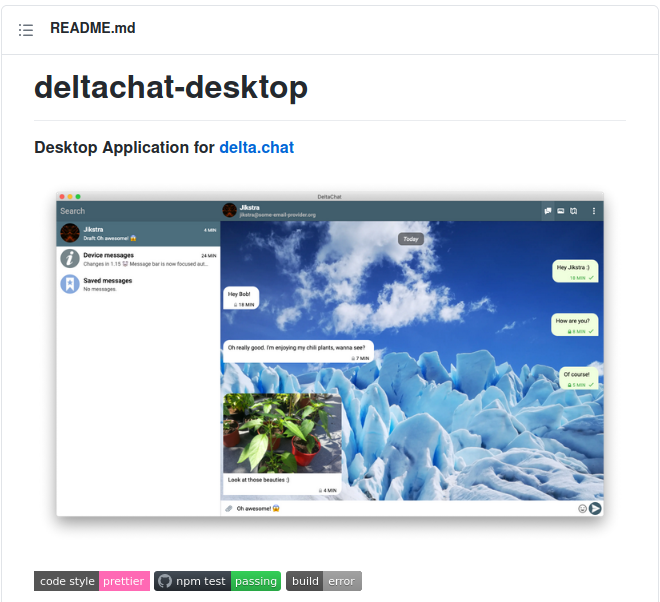 README.md
deltachat-desktop
Desktop Application for delta.chat
DeltaChat
Search
Jikstra
4 MIN
Draft: Oh awesome! 😱
Device messages
24 MIN
Changes in 1.15 Message bar is now focused aut...
Saved messages
No messages
Jikstra
jikstra@some-email-provider.org
Today
Hey Jikstra :)
18 MIN
Hey Bob!
18 MIN
How are you?
8 MIN
Oh really good. I'm enjoying my chili plants, wanna see?
7 MIN
Of course!
5 MIN
Look at those beauties :)
4 MIN
Oh awesome! 😱
code style prettier npm test passing build error